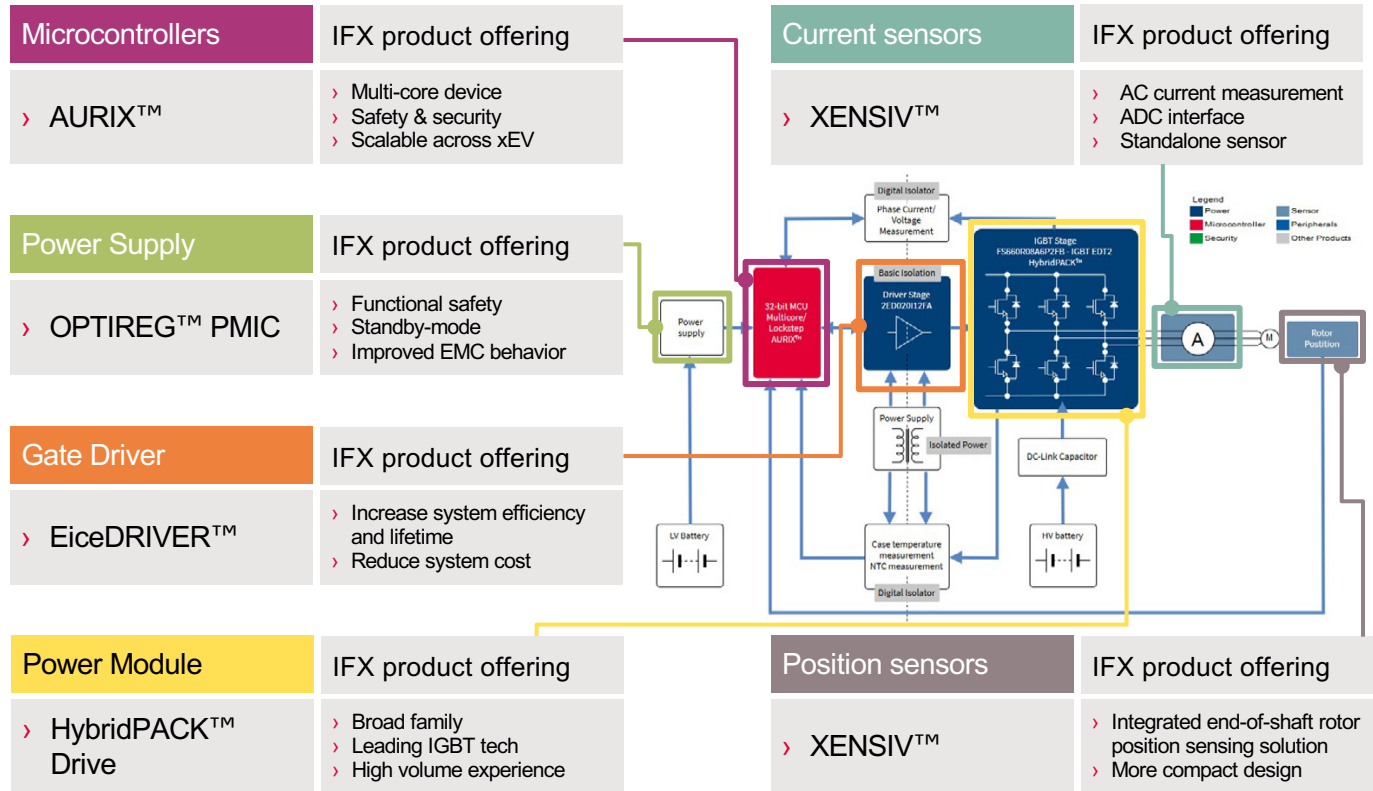 Microcontrollers
IFX product offering
› AURIX™
› Multi-core device
› Safety & security
› Scalable across xEV
Current sensors
IFX product offering
› XENSIV™
› AC current measurement
› ADC interface
› Standalone sensor
Power Supply
IFX product offering
› OPTIREG™ PMIC
› Functional safety
› Standby-mode
› Improved EMC behavior
Gate Driver
IFX product offering
› EiceDRIVER™
› Increase system efficiency
and lifetime
› Reduce system cost
Digital Isolator
Phase Current/
Voltage
Measurement
Legend
Power
Sensor
Microcontroller
Peripherals
Security
Other Products
Power
supply
32-bit MCU
Multicore/
Lockstep
AURIX™
Basic Isolation
Driver Stage
2ED020I12FA
IGBT Stage
FS660R08A6P2FB - IGBT EDT2
HybridPACK™
A
M
Rotor
Postition
Power Supply
Isolated Power
DC-Link Capacitor
LV Battery
Case temperature
measurement
NTC measurement
Digital Isolator
HV battery
Power Module
IFX product offering
› HybridPACK™
Drive
› Broad family
› Leading IGBT tech
› High volume experience
Position sensors
IFX product offering
› XENSIV™
› Integrated end-of-shaft rotor
position sensing solution
› More compact design